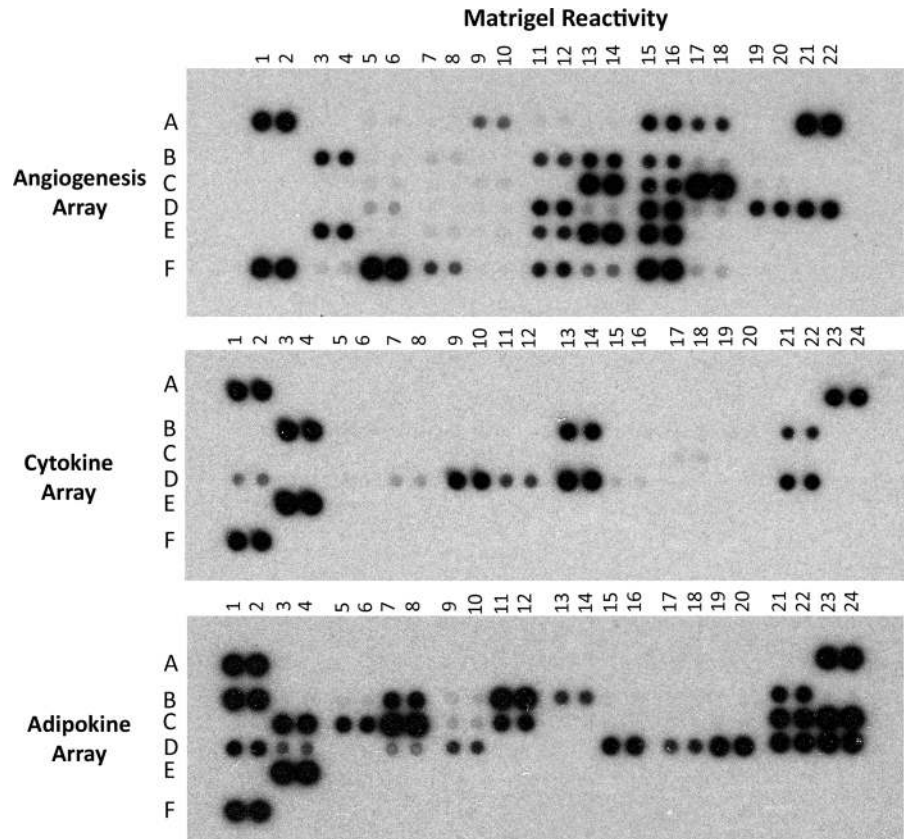 Matrigel Reactivity
1 2 3 4 5 6 7 8 9 10 11 12 13 14 15 16 17 18 19 20 21 22
A
B
Angiogenesis
C
Array
D
E
F
1 2 3 4 5 6 7 8 9 10 11 12 13 14 15 16 17 18 19 20 21 22 23 24
A
B
C
Cytokine
D
Array
E
F
1 2 3 4 5 6 7 8 9 10 11 12 13 14 15 16 17 18 19 20 21 22 23 24
A
B
C
Adipokine
D
Array
E
F